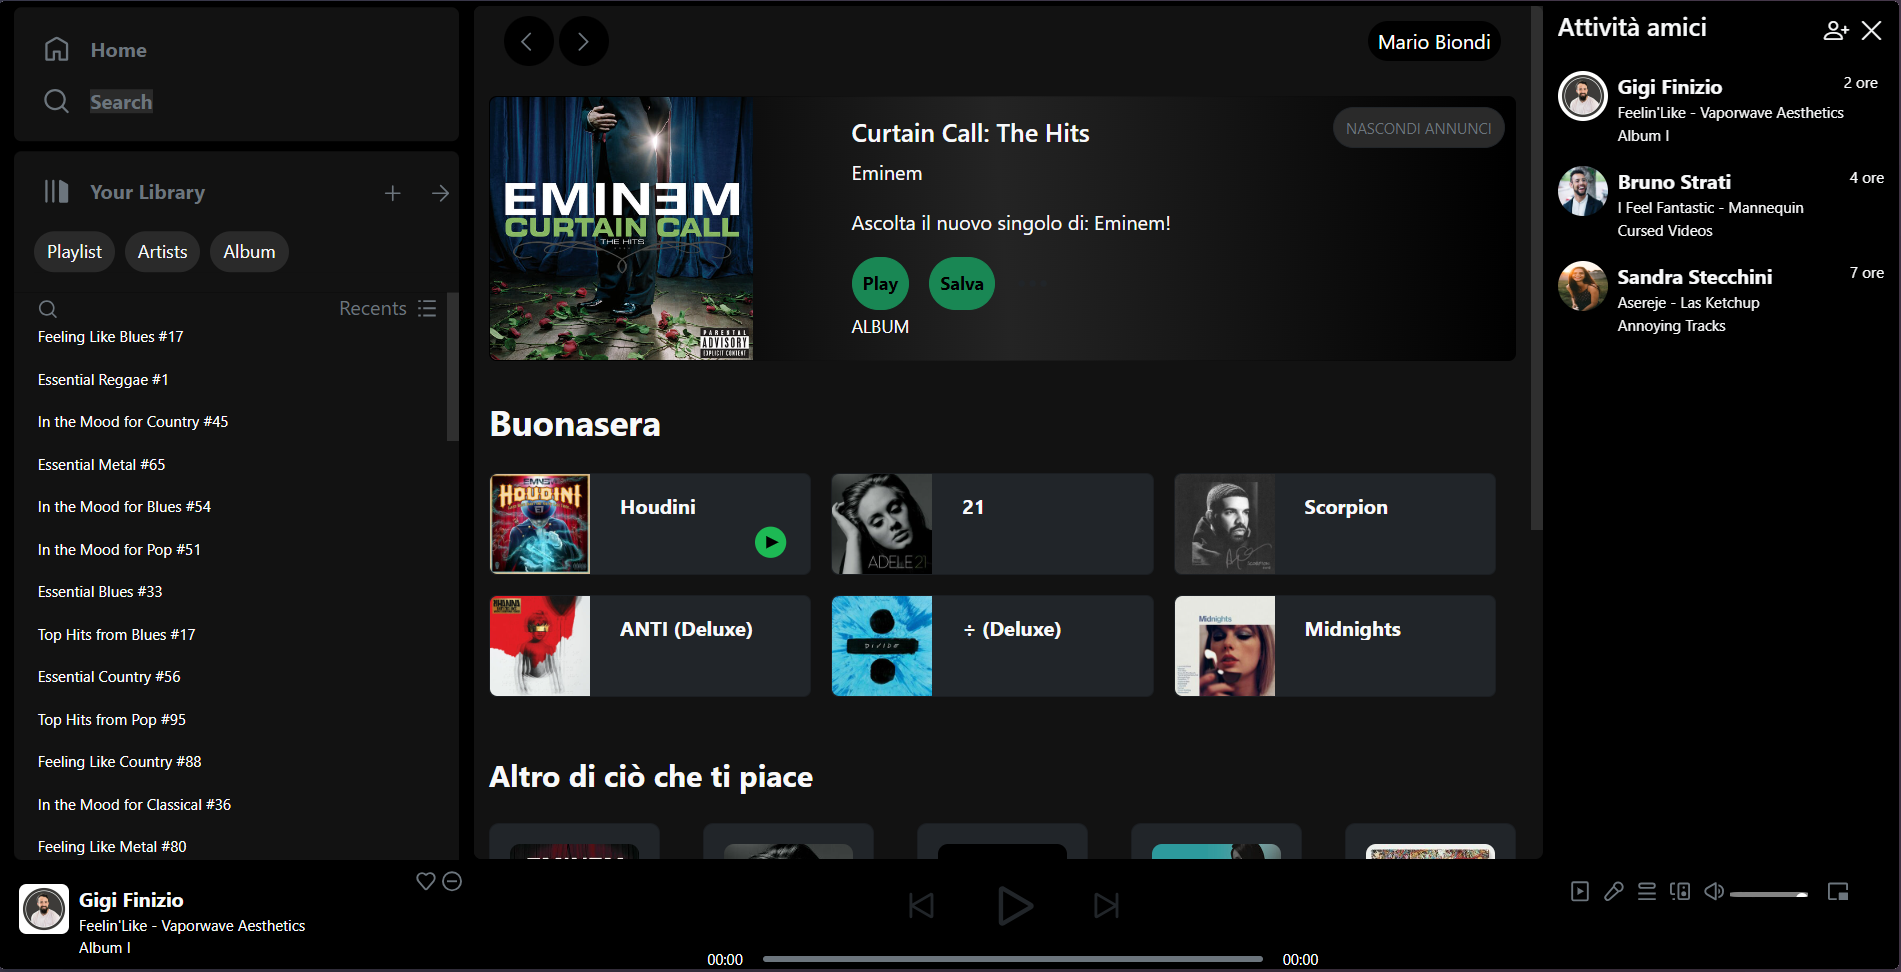 Home
Search
Your Library
Playlist
Artists
Album
Recents
Feeling Like Blues #17
Essential Reggae #1
In the Mood for Country #45
Essential Metal #65
In the Mood for Blues #54
In the Mood for Pop #51
Essential Blues #33
Top Hits from Blues #17
Essential Country #56
Top Hits from Pop #95
Feeling Like Country #88
In the Mood for Classical #36
Feeling Like Metal #80
Mario Biondi
EMINEM
CURTAIN CALL
THE HITS
PARENTAL
ADVISORY
EXPLICIT CONTENT
Curtain Call: The Hits
NASCONDI ANNUNCI
Eminem
Ascolta il nuovo singolo di: Eminem!
Play
Salva
ALBUM
Buonasera
EMINEM
HOUDINI
Houdini
ADELE 21
21
Scorpion
ANTI (Deluxe)
DIVIDE
÷ (Deluxe)
Midnights
Midnights
Altro di ciò che ti piace
Attività amici
Gigi Finizio
2 ore
Feelin'Like - Vaporwave Aesthetics
Album I
Bruno Strati
4 ore
I Feel Fantastic - Mannequin
Cursed Videos
Sandra Stecchini
7 ore
Asereje - Las Ketchup
Annoying Tracks
Gigi Finizio
Feelin'Like - Vaporwave Aesthetics
Album I
00:00
00:00